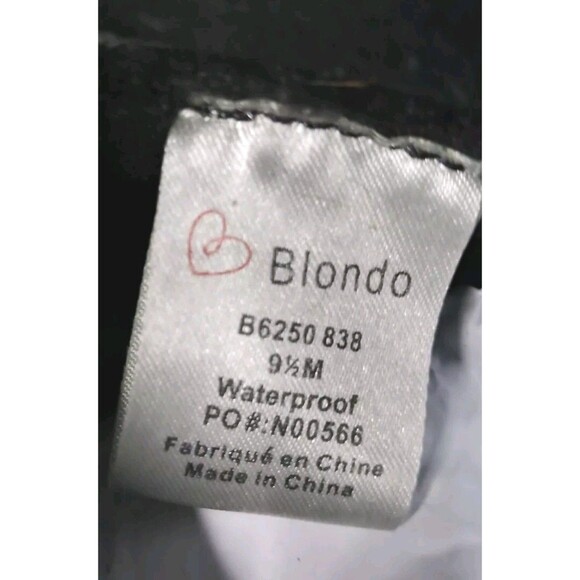 Blondo
B6250 838
9½M
Waterproof
PO#:N00566
Fabriqué en Chine
Made in China